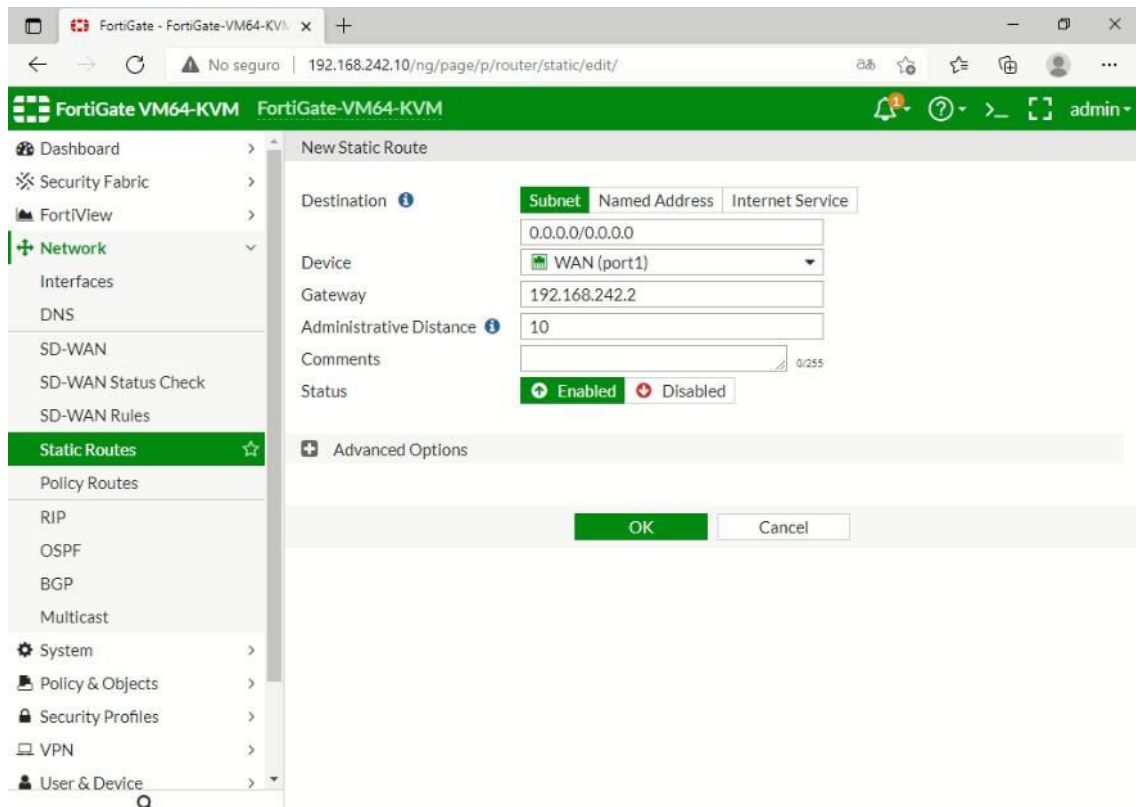 FortiGate - FortiGate-VM64-KV
No seguro 192.168.242.10/ng/page/p/router/static/edit/
FortiGate VM64-KVM FortiGate-VM64-KVM 1 admin
Dashboard
Security Fabric
FortiView
Network
Interfaces
DNS
SD-WAN
SD-WAN Status Check
SD-WAN Rules
Static Routes
Policy Routes
RIP
OSPF
BGP
Multicast
System
Policy & Objects
Security Profiles
VPN
User & Device
New Static Route
Destination Subnet Named Address Internet Service
0.0.0.0/0.0.0.0
Device WAN (port1)
Gateway 192.168.242.2
Administrative Distance 10
Comments 0/255
Status Enabled Disabled
Advanced Options
OK Cancel